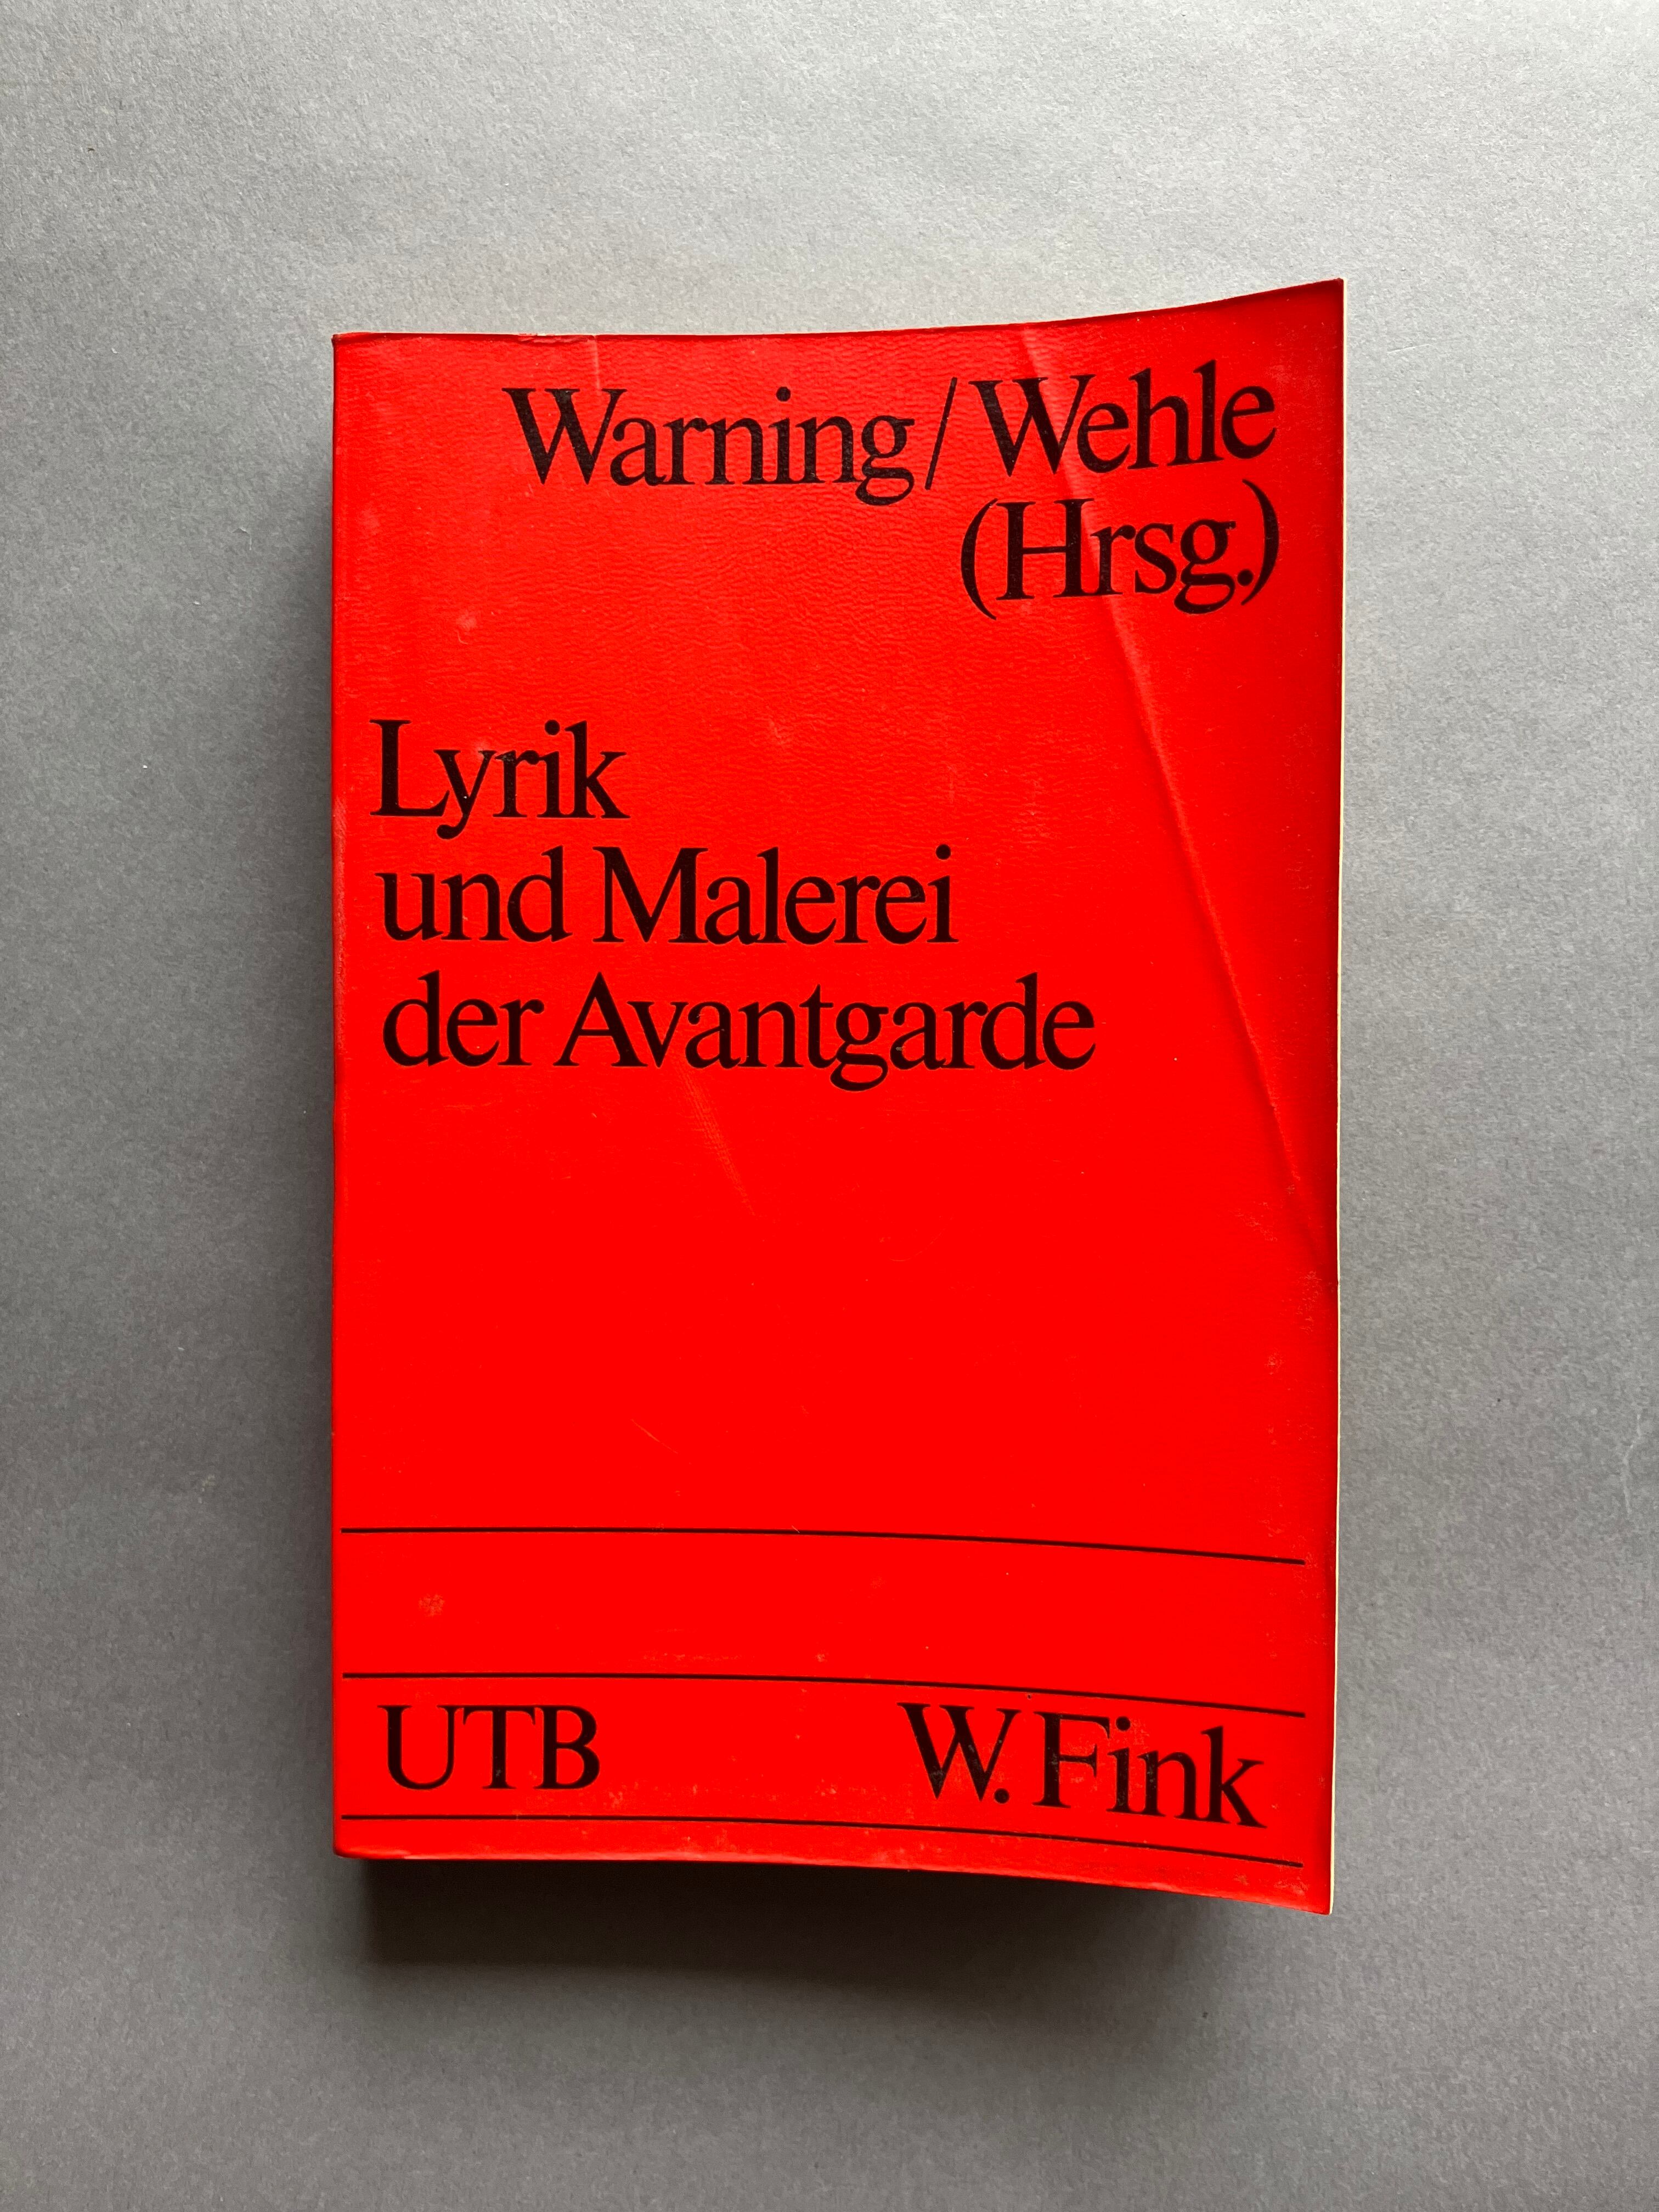 Warning/Wehle
(Hrsg.)
Lyrik
und Malerei
der Avantgarde
UTB
W. Fink